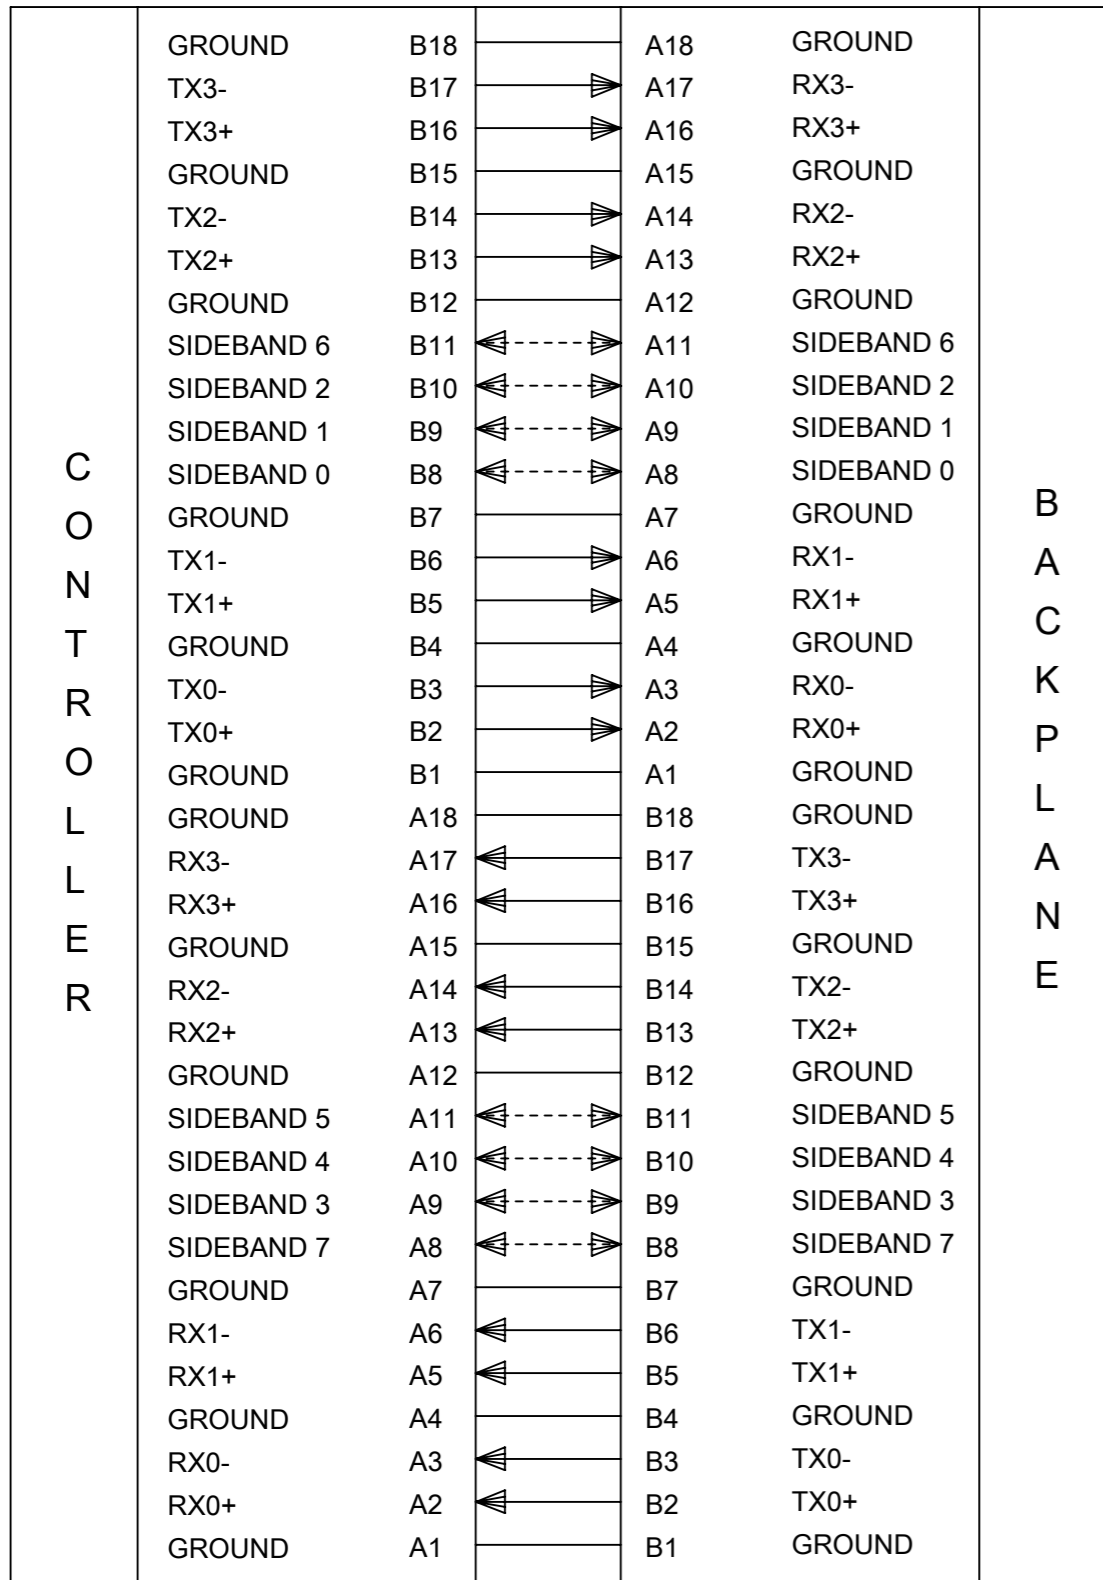 CONTROLLER
GROUND B18 A18 GROUND
TX3- B17 A17 RX3-
TX3+ B16 A16 RX3+
GROUND B15 A15 GROUND
TX2- B14 A14 RX2-
TX2+ B13 A13 RX2+
GROUND B12 A12 GROUND
SIDEBAND 6 B11 A11 SIDEBAND 6
SIDEBAND 2 B10 A10 SIDEBAND 2
SIDEBAND 1 B9 A9 SIDEBAND 1
SIDEBAND 0 B8 A8 SIDEBAND 0
GROUND B7 A7 GROUND
TX1- B6 A6 RX1-
TX1+ B5 A5 RX1+
GROUND B4 A4 GROUND
TX0- B3 A3 RX0-
TX0+ B2 A2 RX0+
GROUND B1 A1 GROUND
GROUND A18 B18 GROUND
RX3- A17 B17 TX3-
RX3+ A16 B16 TX3+
GROUND A15 B15 GROUND
RX2- A14 B14 TX2-
RX2+ A13 B13 TX2+
GROUND A12 B12 GROUND
SIDEBAND 5 A11 B11 SIDEBAND 5
SIDEBAND 4 A10 B10 SIDEBAND 4
SIDEBAND 3 A9 B9 SIDEBAND 3
SIDEBAND 7 A8 B8 SIDEBAND 7
GROUND A7 B7 GROUND
RX1- A6 B6 TX1-
RX1+ A5 B5 TX1+
GROUND A4 B4 GROUND
RX0- A3 B3 TX0-
RX0+ A2 B2 TX0+
GROUND A1 B1 GROUND
BACKPLANE